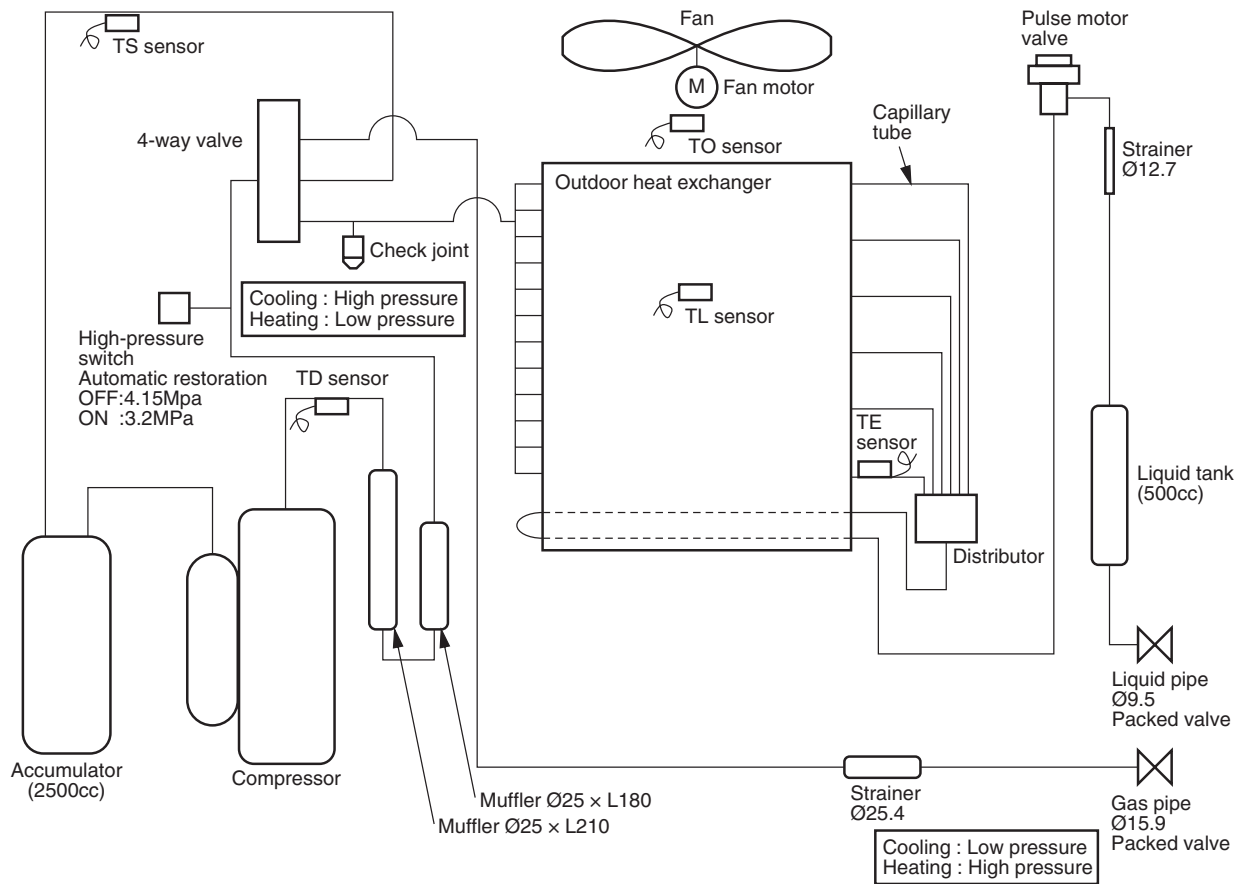 TS sensor
Fan
Pulse motor
valve
M
Fan motor
4-way valve
TO sensor
Capillary
tube
Strainer
Ø12.7
Outdoor heat exchanger
Check joint
Cooling : High pressure
Heating : Low pressure
TL sensor
High-pressure
switch
Automatic restoration
OFF:4.15Mpa
ON :3.2MPa
TD sensor
TE
sensor
Liquid tank
(500cc)
Distributor
Liquid pipe
Ø9.5
Packed valve
Accumulator
(2500cc)
Compressor
Muffler Ø25 × L180
Muffler Ø25 × L210
Strainer
Ø25.4
Gas pipe
Ø15.9
Packed valve
Cooling : Low pressure
Heating : High pressure